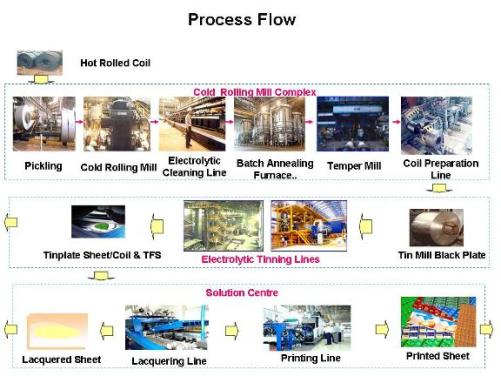 Process Flow
Hot Rolled Coil
Cold Rolling Mill Complex
Pickling
Cold Rolling Mill
Electrolytic
Cleaning Line
Batch Annealing
Furnace..
Temper Mill
Coil Preparation
Line
Tinplate Sheet/Coil & TFS
Electrolytic Tinning Lines
Tin Mill Black Plate
Solution Centre
Lacquered Sheet
Lacquering Line
Printing Line
Printed Sheet